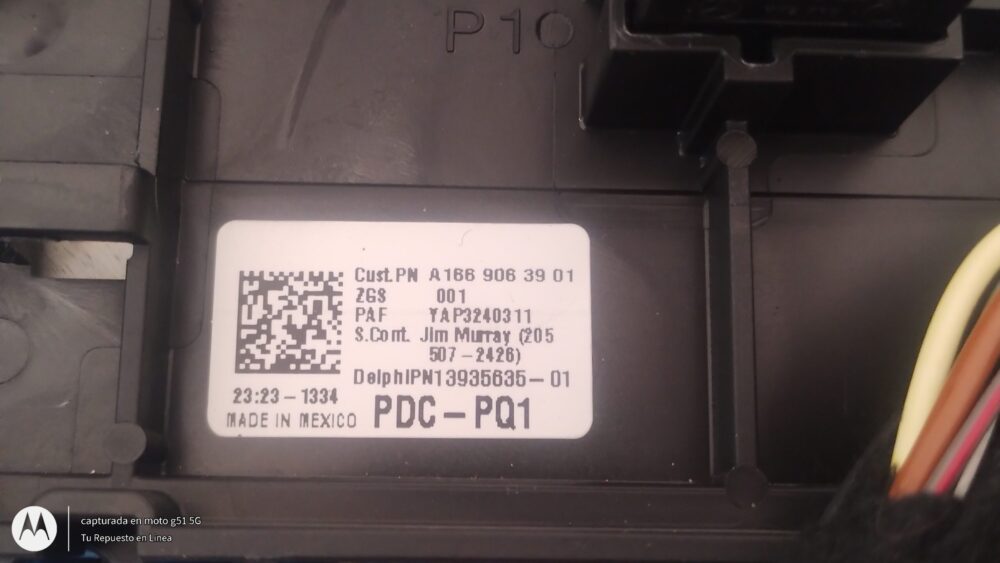 P10
Cust.PN A166 906 39 01
ZGS 001
PAF YAP3240311
S.Cont. Jim Murray (205
507-2426)
DelphiPN13935635-01
23:23-1334
MADE IN MEXICO
PDC-PQ1
capturada en moto g51 5G
Tu Repuesto en Linea